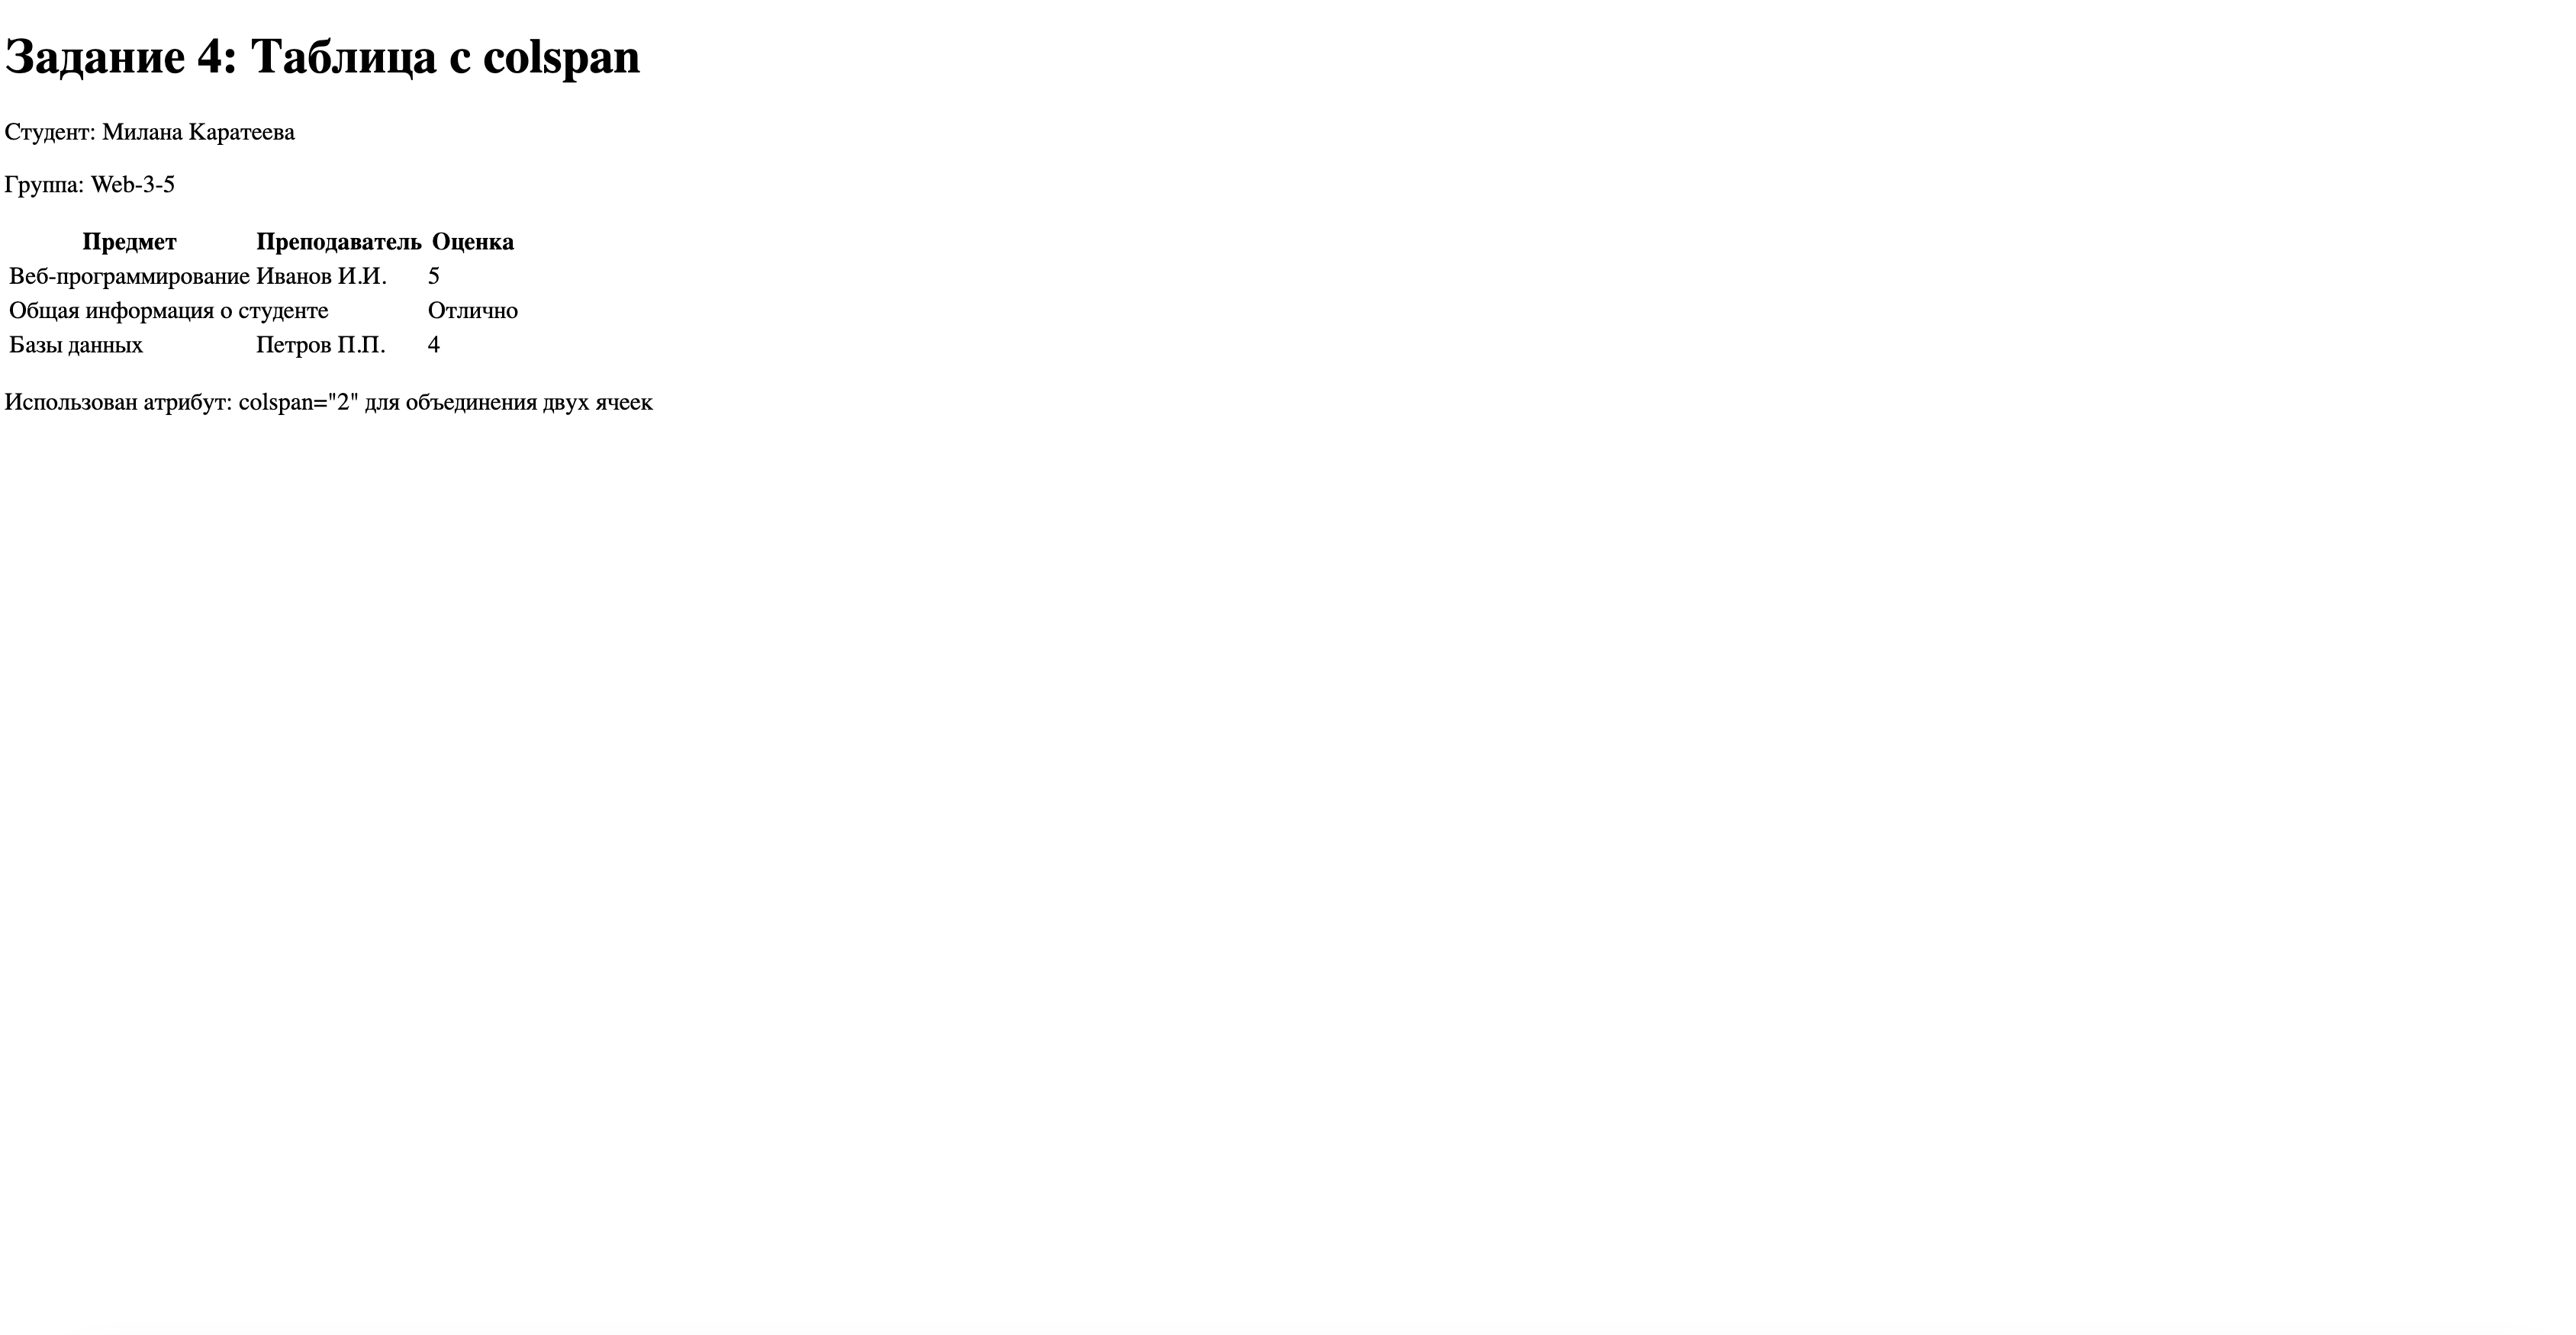 Задание 4: Таблица с colspan
Студент: Милана Каратеева
Группа: Web-3-5
Предмет Преподаватель Оценка
Веб-программирование Иванов И.И. 5
Общая информация о студенте Отлично
Базы данных Петров П.П. 4
Использован атрибут: colspan="2" для объединения двух ячеек